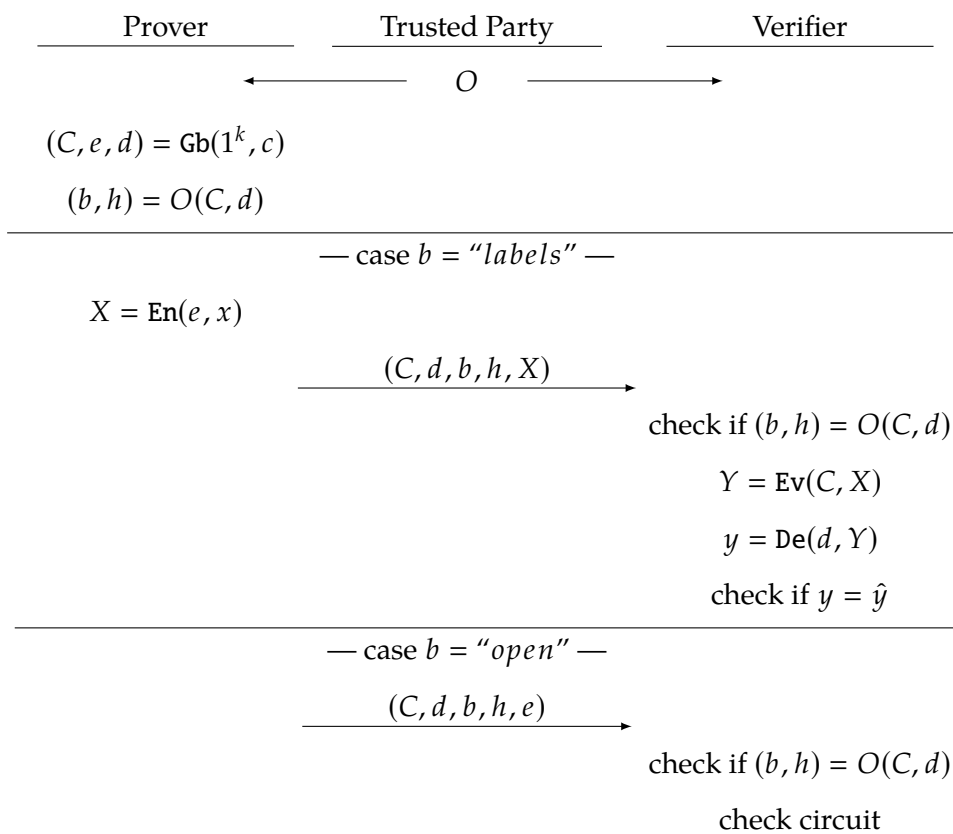 Prover Trusted Party Verifier
O
(C, e, d) = Gb(1^k, c)
(b, h) = O(C, d)
— case b = “labels” —
X = En(e, x)
(C, d, b, h, X)
check if (b, h) = O(C, d)
Y = Ev(C, X)
y = De(d, Y)
check if y = ŷ
— case b = “open” —
(C, d, b, h, e)
check if (b, h) = O(C, d)
check circuit